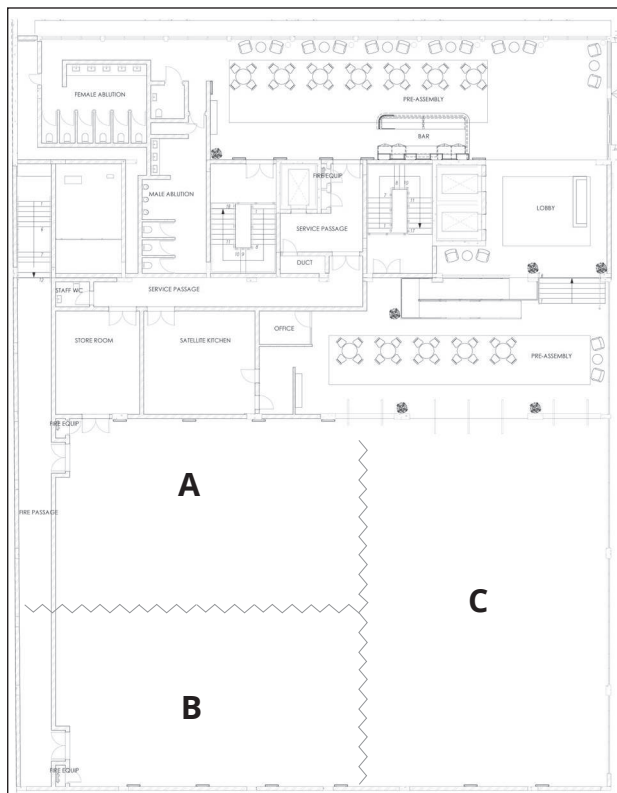 FEMALE ABLUTION
PRE-ASSEMBLY
BAR
FIRE EQUIP
MALE ABLUTION
LOBBY
SERVICE PASSAGE
DUCT
STAFF WC
SERVICE PASSAGE
OFFICE
STORE ROOM
SATELLITE KITCHEN
PRE-ASSEMBLY
FIRE EQUIP
A
FIRE PASSAGE
C
B
FIRE EQUIP